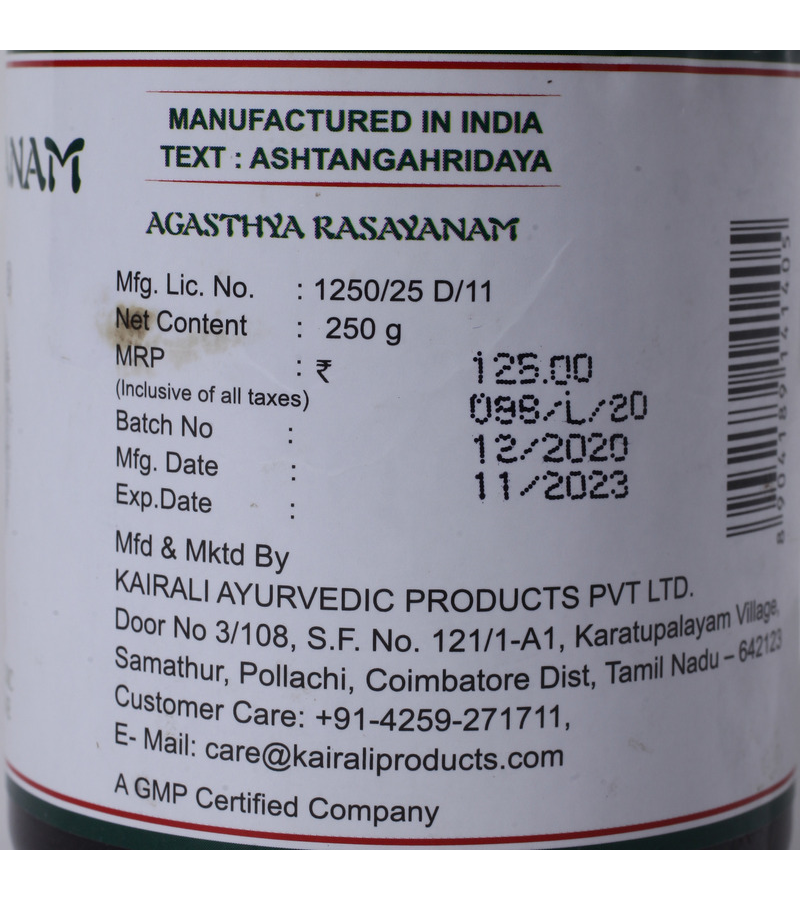 MANUFACTURED IN INDIA
TEXT : ASHTANGAHRIDAYA
AGASTHYA RASAYANAM
Mfg. Lic. No. : 1250/25 D/11
Net Content : 250 g
MRP : ₹ 125.00
(Inclusive of all taxes)
Batch No : 098/L/20
Mfg. Date : 12/2020
Exp.Date : 11/2023
Mfd & Mktd By
KAIRALI AYURVEDIC PRODUCTS PVT LTD.
Door No 3/108, S.F. No. 121/1-A1, Karatupalayam Village,
Samathur, Pollachi, Coimbatore Dist, Tamil Nadu – 642123
Customer Care: +91-4259-271711,
E- Mail: care@kairaliproducts.com
A GMP Certified Company
ANAM
8904189141405